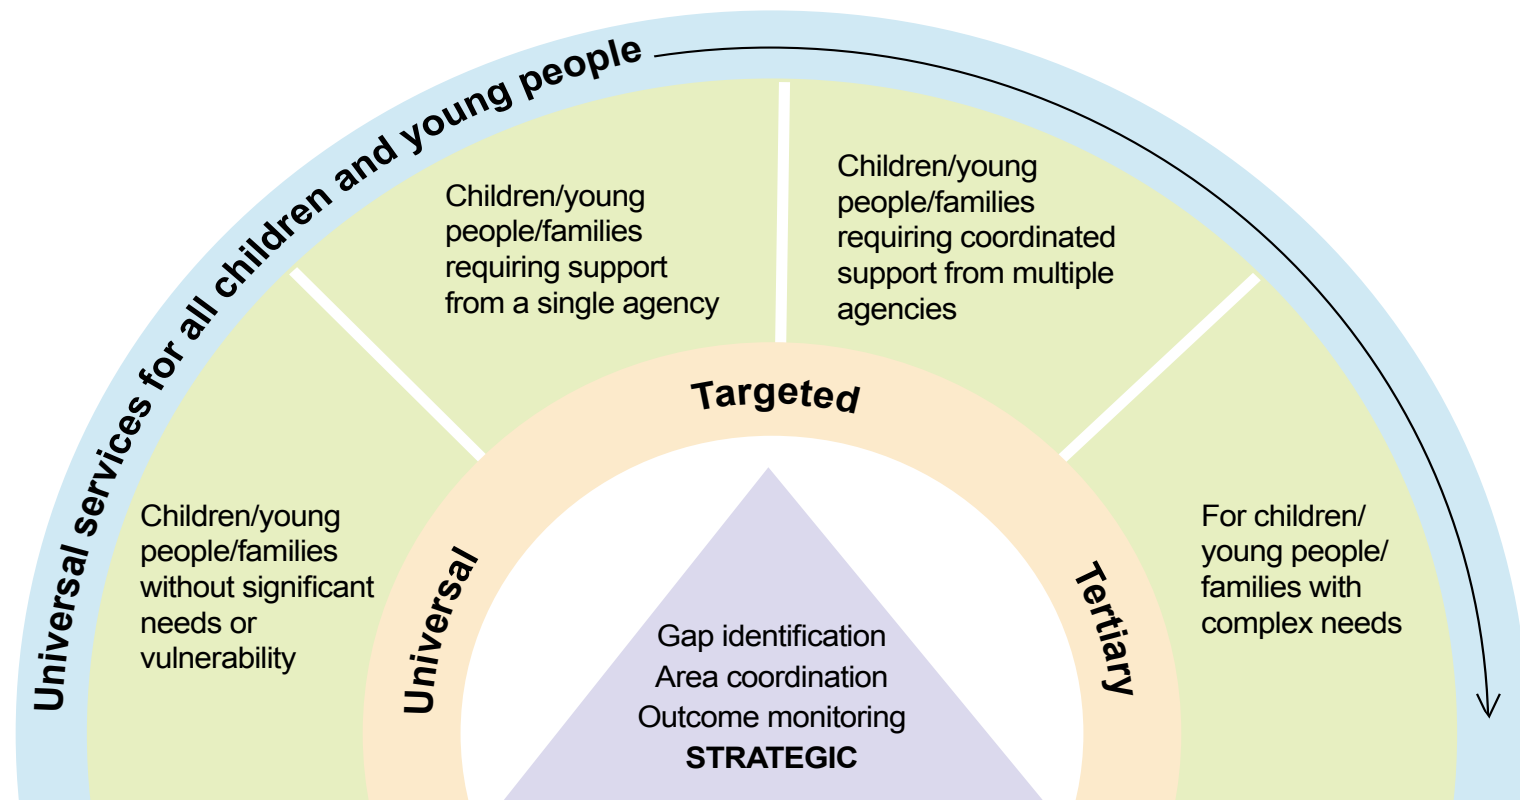 Universal services for all children and young people
Children/young
people/families
requiring support
from a single agency
Children/young
people/families
requiring coordinated
support from multiple
agencies
Targeted
Children/young
people/families
without significant
needs or
vulnerability
Universal
Tertiary
For children/
young people/
families with
complex needs
Gap identification
Area coordination
Outcome monitoring
STRATEGIC